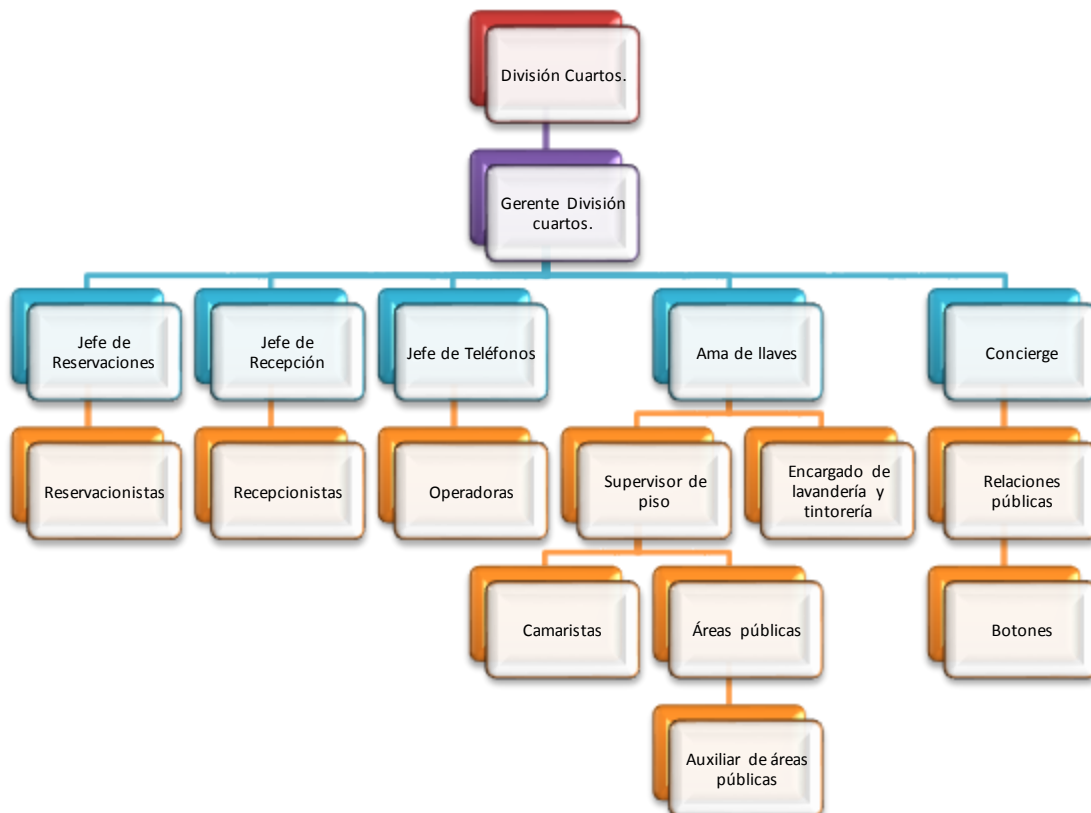 División Cuartos.
Gerente División
cuartos.
Jefe de
Reservaciones
Jefe de
Recepción
Jefe de Teléfonos
Ama de llaves
Concierge
Reservacionistas
Recepcionistas
Operadoras
Supervisor de
piso
Encargado de
lavandería y
tintorería
Relaciones
públicas
Camaristas
Áreas públicas
Botones
Auxiliar de áreas
públicas